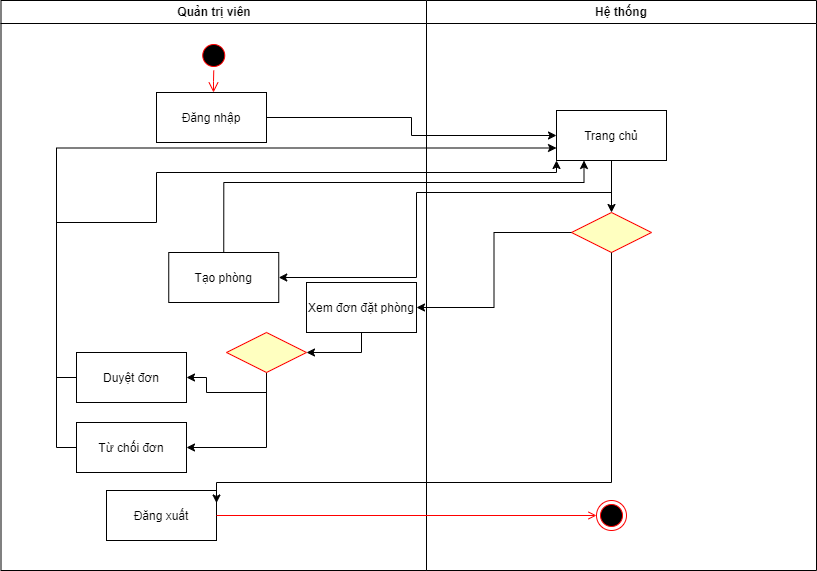 Quản trị viên
Hệ thống
Đăng nhập
Trang chủ
Tạo phòng
Xem đơn đặt phòng
Duyệt đơn
Từ chối đơn
Đăng xuất